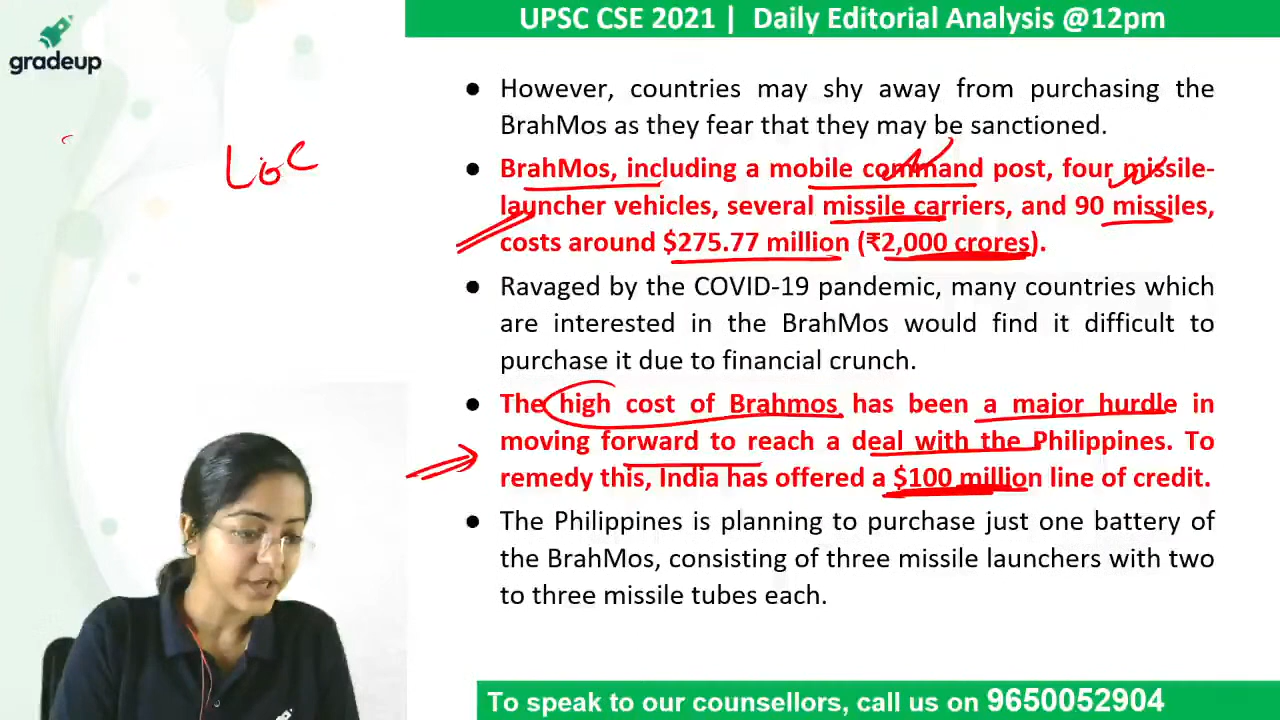 UPSC CSE 2021 | Daily Editorial Analysis @12pm
gradeup
LoC
● However, countries may shy away from purchasing the
BrahMos as they fear that they may be sanctioned.
● BrahMos, including a mobile command post, four missile-
launcher vehicles, several missile carriers, and 90 missiles,
costs around $275.77 million (₹2,000 crores).
● Ravaged by the COVID-19 pandemic, many countries which
are interested in the BrahMos would find it difficult to
purchase it due to financial crunch.
● The high cost of Brahmos has been a major hurdle in
moving forward to reach a deal with the Philippines. To
remedy this, India has offered a $100 million line of credit.
● The Philippines is planning to purchase just one battery of
the BrahMos, consisting of three missile launchers with two
to three missile tubes each.
To speak to our counsellors, call us on 9650052904